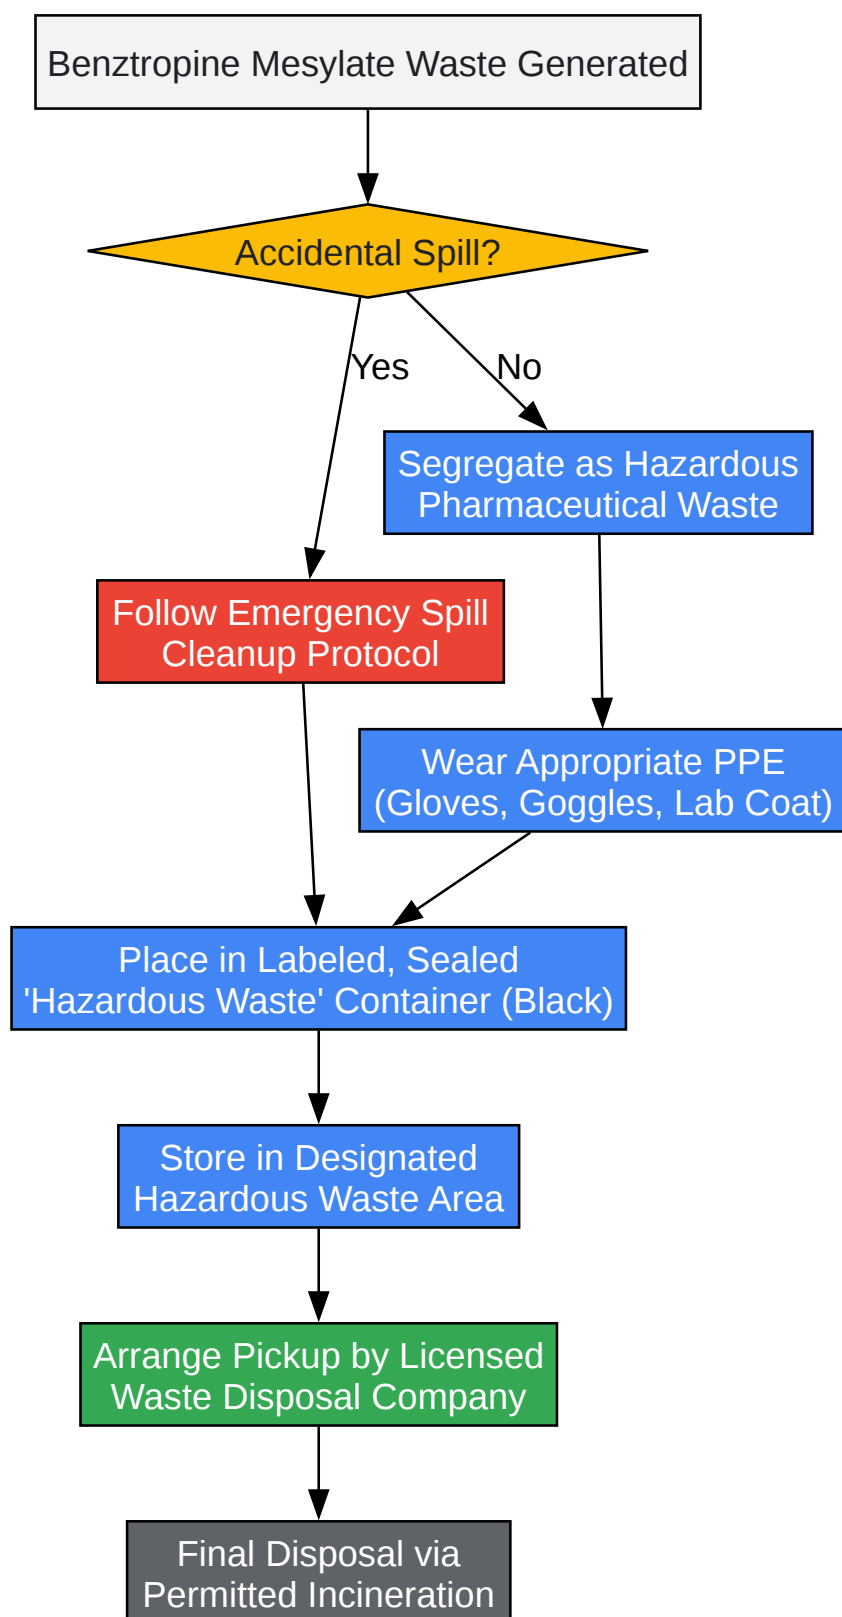 Benztropine Mesylate Waste Generated
Accidental Spill?
Yes
No
Segregate as Hazardous
Pharmaceutical Waste
Follow Emergency Spill
Cleanup Protocol
Wear Appropriate PPE
(Gloves, Goggles, Lab Coat)
Place in Labeled, Sealed
'Hazardous Waste' Container (Black)
Store in Designated
Hazardous Waste Area
Arrange Pickup by Licensed
Waste Disposal Company
Final Disposal via
Permitted Incineration